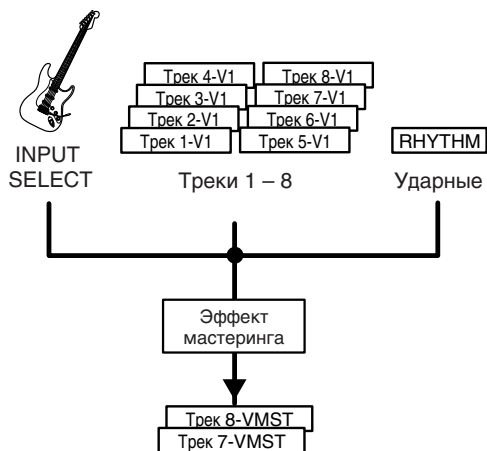 Трек 4-V1 Трек 8-V1
Трек 3-V1 Трек 7-V1
Трек 2-V1 Трек 6-V1
Трек 1-V1 Трек 5-V1
RHYTHM
INPUT
SELECT
Треки 1 – 8
Ударные
Эффект
мастеринга
Трек 8-VMST
Трек 7-VMST